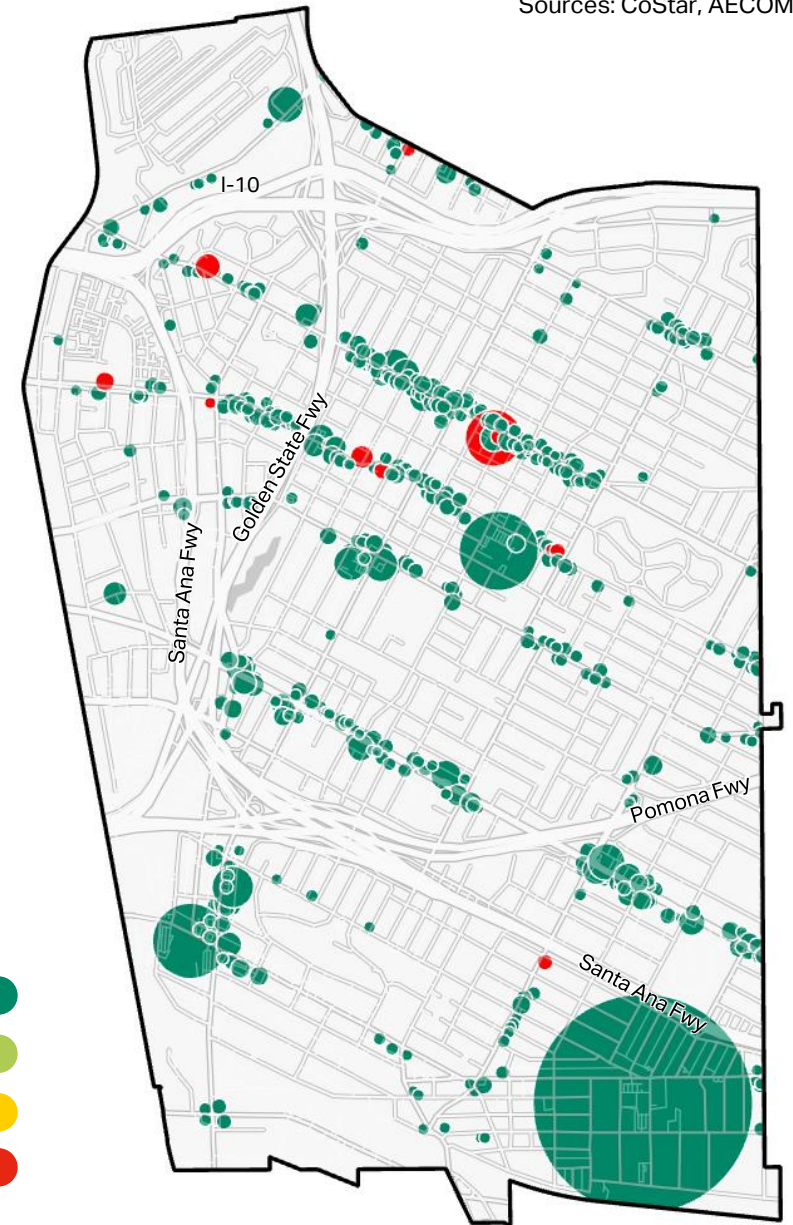 Sources: CoStar, AECOM
I-10
Golden State Fwy
Santa Ana Fwy
Pomona Fwy
Santa Ana Fwy